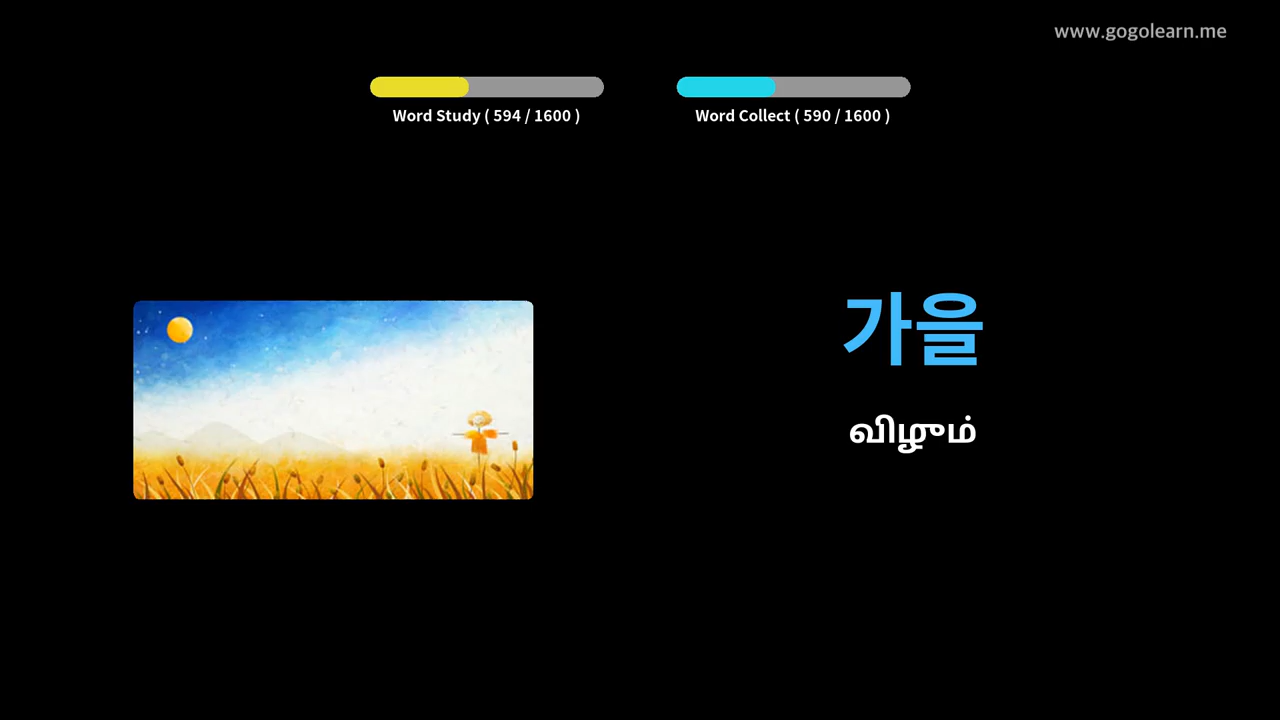 www.gogolearn.me
Word Study ( 594 / 1600 )
Word Collect ( 590 / 1600 )
가을
விழும்